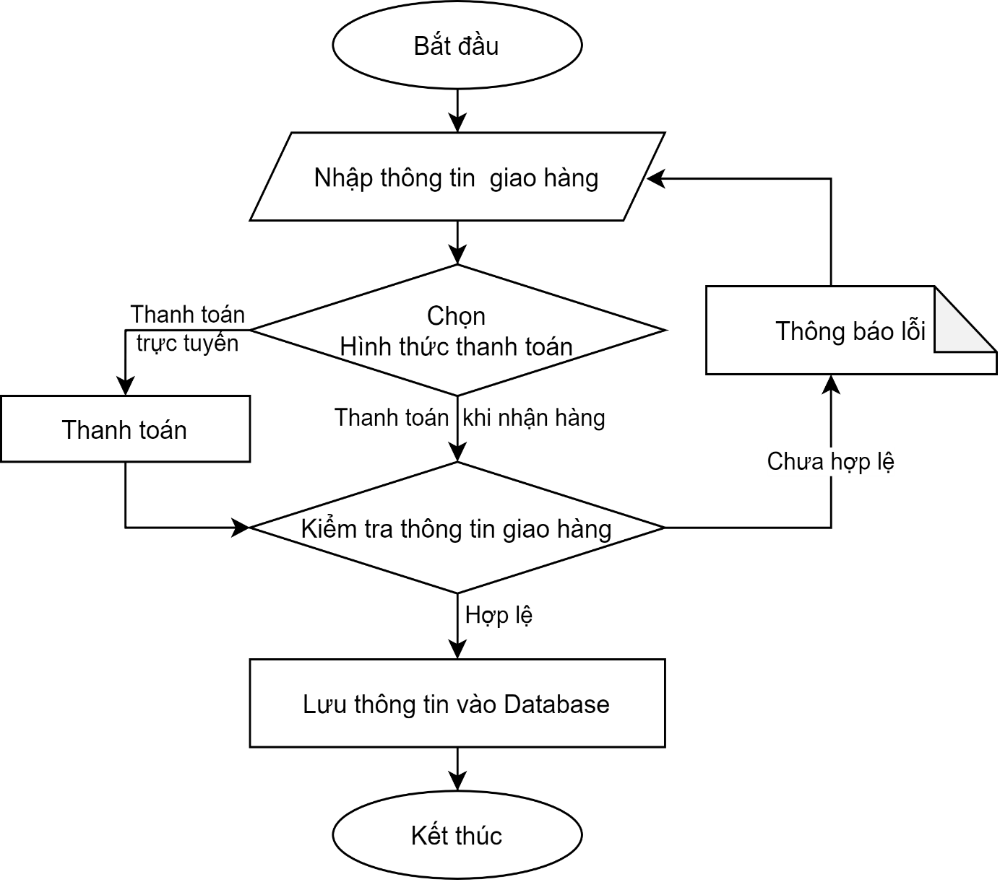 Bắt đầu
Nhập thông tin  giao hàng
Chọn
Hình thức thanh toán
Thanh toán
trực tuyến
Thông báo lỗi
Thanh toán khi nhận hàng
Thanh toán
Chưa hợp lệ
Kiểm tra thông tin giao hàng
Hợp lệ
Lưu thông tin vào Database
Kết thúc